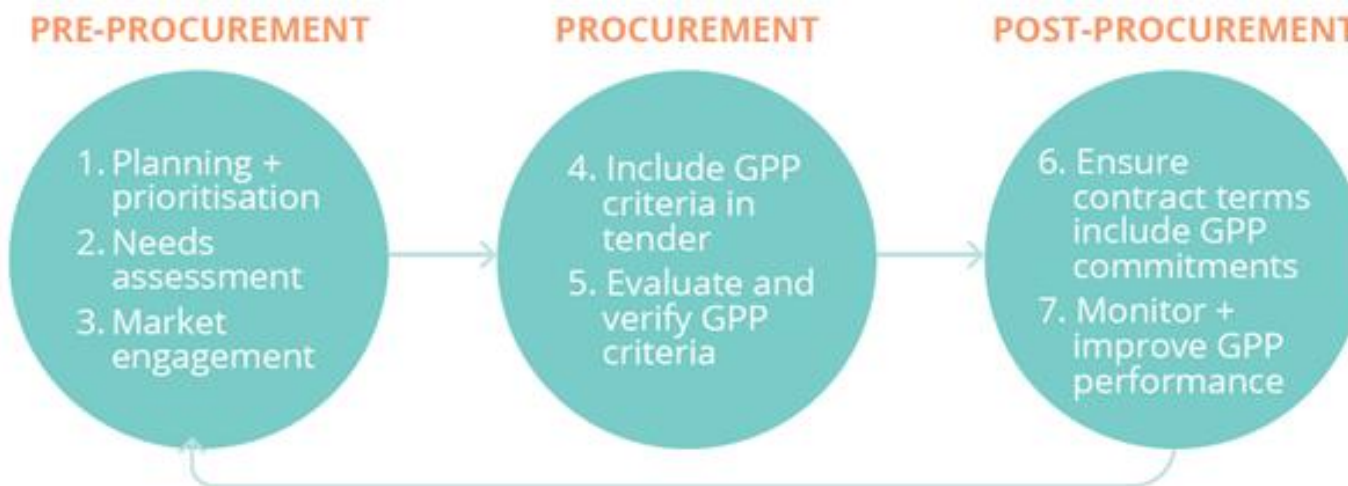 PRE-PROCUREMENT
1. Planning +
prioritisation
2. Needs
assessment
3. Market
engagement
PROCUREMENT
4. Include GPP
criteria in
tender
5. Evaluate and
verify GPP
criteria
POST-PROCUREMENT
6. Ensure
contract terms
include GPP
commitments
7. Monitor +
improve GPP
performance